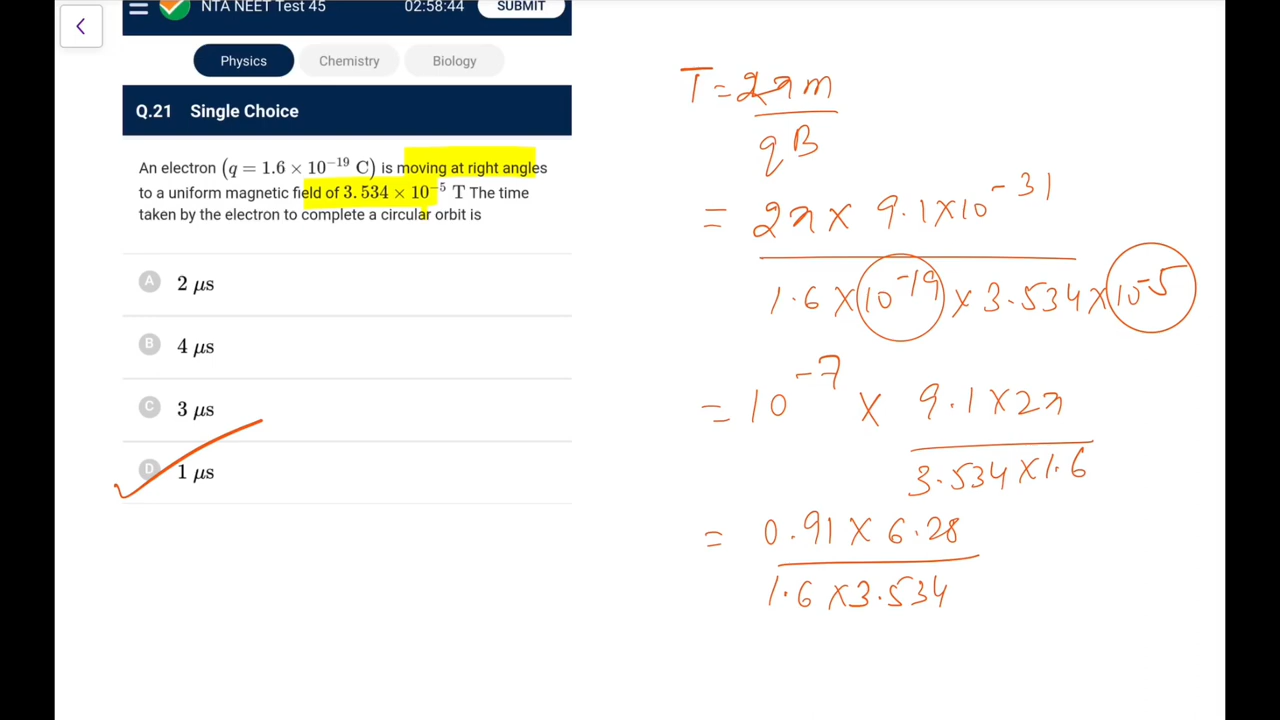 NTA NEET Test 45 02:58:44 SUBMIT
Physics Chemistry Biology
Q.21 Single Choice
An electron (q = 1.6 × 10⁻¹⁹ C) is moving at right angles
to a uniform magnetic field of 3.534 × 10⁻⁵ T The time
taken by the electron to complete a circular orbit is
A 2 μs
B 4 μs
C 3 μs
D 1 μs
T = 2πm
qB
= 2π × 9.1×10⁻³¹
1.6 × 10⁻¹⁹ × 3.534 × 10⁻⁵
= 10⁻⁷ × 9.1×2π
3.534×1.6
= 0.91 × 6.28
1.6 × 3.534